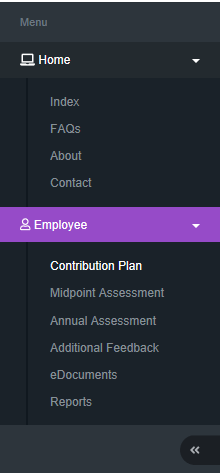 Menu
Home
Index
FAQs
About
Contact
Employee
Contribution Plan
Midpoint Assessment
Annual Assessment
Additional Feedback
eDocuments
Reports